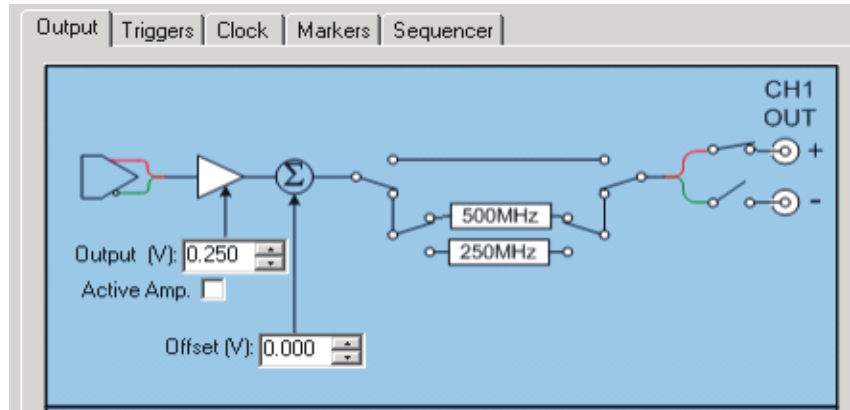 Output Triggers Clock Markers Sequencer
CH1
OUT
+
Σ
500MHz
-
Output (V): 0.250
250MHz
Active Amp.
Offset (V): 0.000